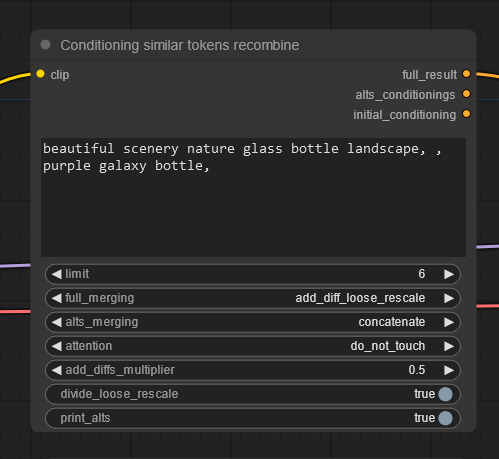 Conditioning similar tokens recombine
clip
full_result
alts_conditionings
initial_conditioning
beautiful scenery nature glass bottle landscape, ,
purple galaxy bottle,
limit 6
full_merging add_diff_loose_rescale
alts_merging concatenate
attention do_not_touch
add_diffs_multiplier 0.5
divide_loose_rescale true
print_alts true